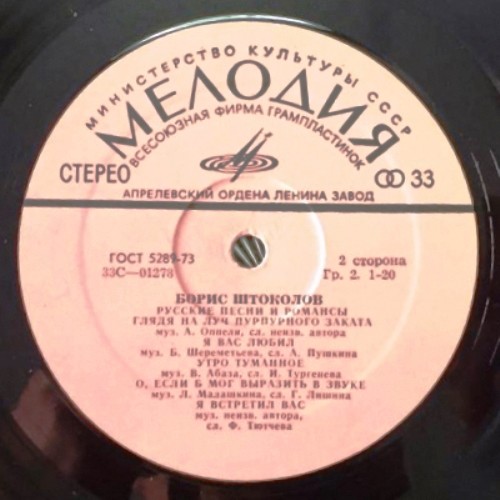 МИНИСТЕРСТВО КУЛЬТУРЫ СССР
МЕЛОДИЯ
ВСЕСОЮЗНАЯ ФИРМА ГРАМПЛАСТИНОК
СТЕРЕО
33
АПРЕЛЕВСКИЙ ОРДЕНА ЛЕНИНА ЗАВОД
ГОСТ 5289-73
2 сторона
33С—01278
Гр. 2. 1-20
БОРИС ШТОКОЛОВ
РУССКИЕ ПЕСНИ И РОМАНСЫ
ГЛЯДЯ НА ЛУЧ ПУРПУРНОГО ЗАКАТА
муз. А. Оппеля, сл. неизв. автора
Я ВАС ЛЮБИЛ
муз. Б. Шереметьева, сл. А. Пушкина
УТРО ТУМАННОЕ
муз. В. Абаза, сл. И. Тургенева
О, ЕСЛИ Б МОГ ВЫРАЗИТЬ В ЗВУКЕ
муз. Л. Малашкина, сл. Г. Лишина
Я ВСТРЕТИЛ ВАС
муз. неизв. автора,
сл. Ф. Тютчева